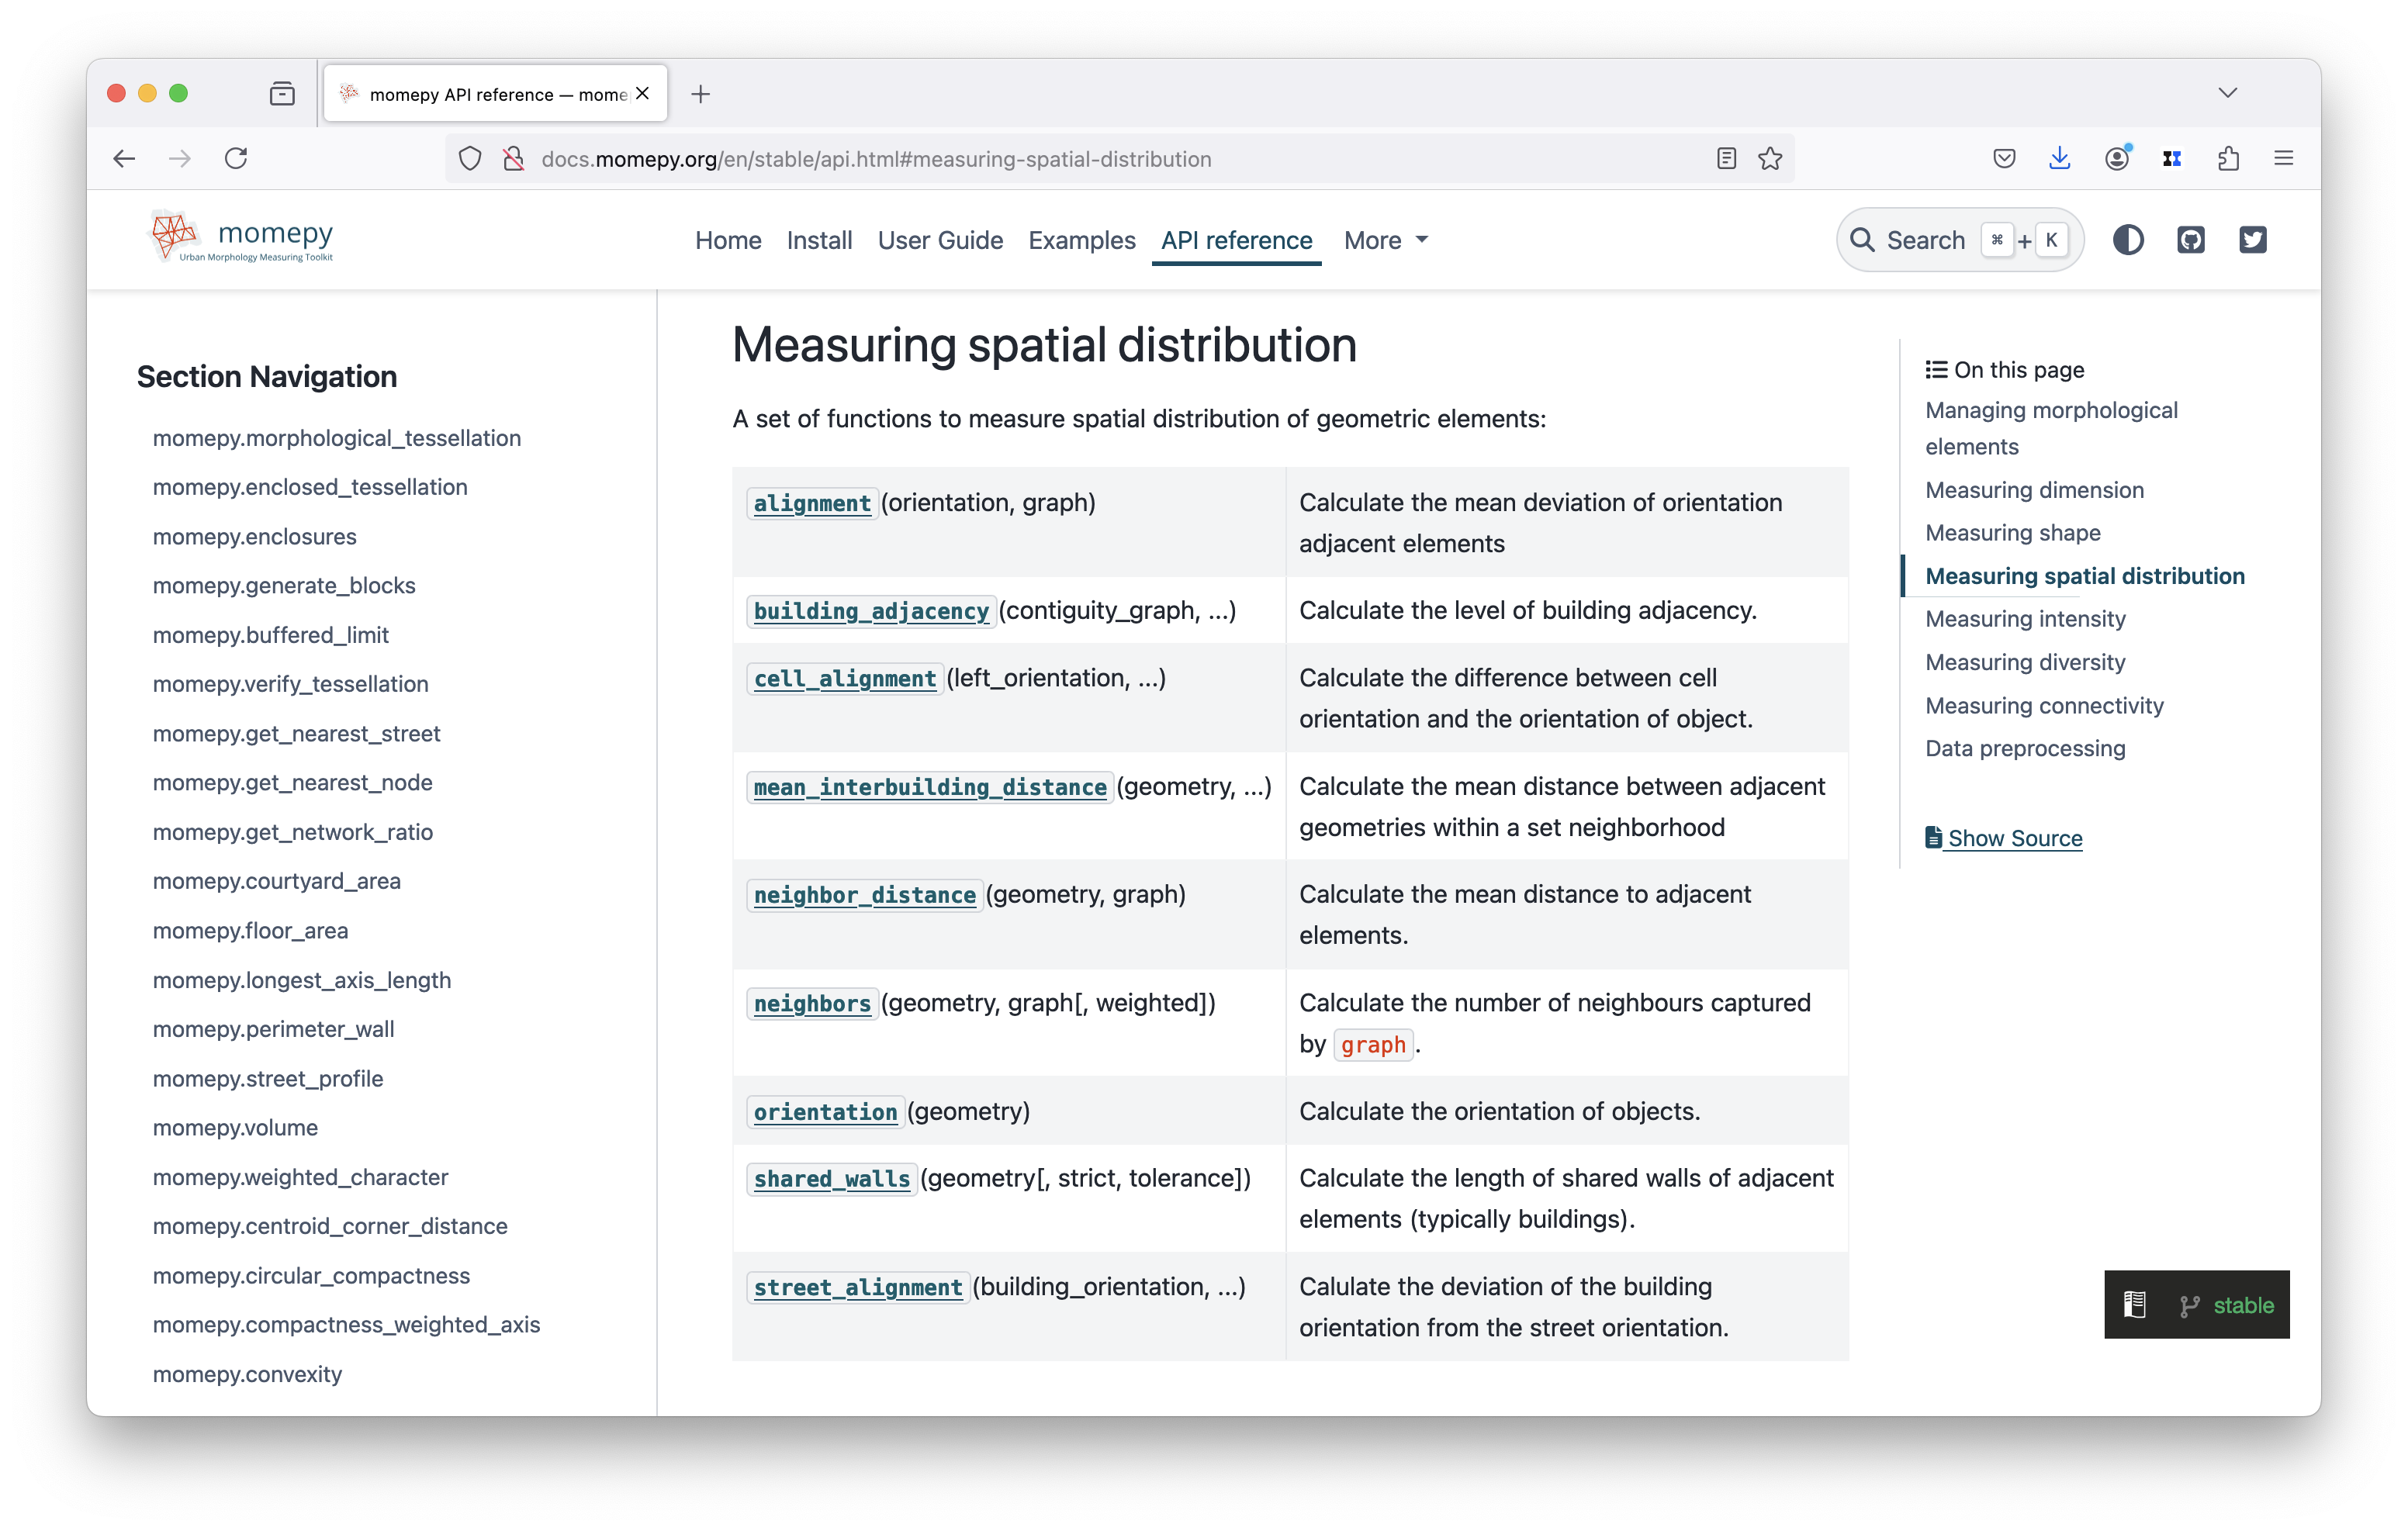 momepy API reference — mome
docs.momepy.org/en/stable/api.html#measuring-spatial-distribution
momepy
Urban Morphology Measuring Toolkit
Home
Install
User Guide
Examples
API reference
More
Search ⌘ + K
Section Navigation
momepy.morphological_tessellation
momepy.enclosed_tessellation
momepy.enclosures
momepy.generate_blocks
momepy.buffered_limit
momepy.verify_tessellation
momepy.get_nearest_street
momepy.get_nearest_node
momepy.get_network_ratio
momepy.courtyard_area
momepy.floor_area
momepy.longest_axis_length
momepy.perimeter_wall
momepy.street_profile
momepy.volume
momepy.weighted_character
momepy.centroid_corner_distance
momepy.circular_compactness
momepy.compactness_weighted_axis
momepy.convexity
Measuring spatial distribution
A set of functions to measure spatial distribution of geometric elements:
alignment(orientation, graph)
Calculate the mean deviation of orientation
adjacent elements
building_adjacency(contiguity_graph, ...)
Calculate the level of building adjacency.
cell_alignment(left_orientation, ...)
Calculate the difference between cell
orientation and the orientation of object.
mean_interbuilding_distance(geometry, ...)
Calculate the mean distance between adjacent
geometries within a set neighborhood
neighbor_distance(geometry, graph)
Calculate the mean distance to adjacent
elements.
neighbors(geometry, graph[, weighted])
Calculate the number of neighbours captured
by graph.
orientation(geometry)
Calculate the orientation of objects.
shared_walls(geometry[, strict, tolerance])
Calculate the length of shared walls of adjacent
elements (typically buildings).
street_alignment(building_orientation, ...)
Calulate the deviation of the building
orientation from the street orientation.
On this page
Managing morphological
elements
Measuring dimension
Measuring shape
Measuring spatial distribution
Measuring intensity
Measuring diversity
Measuring connectivity
Data preprocessing
Show Source
stable